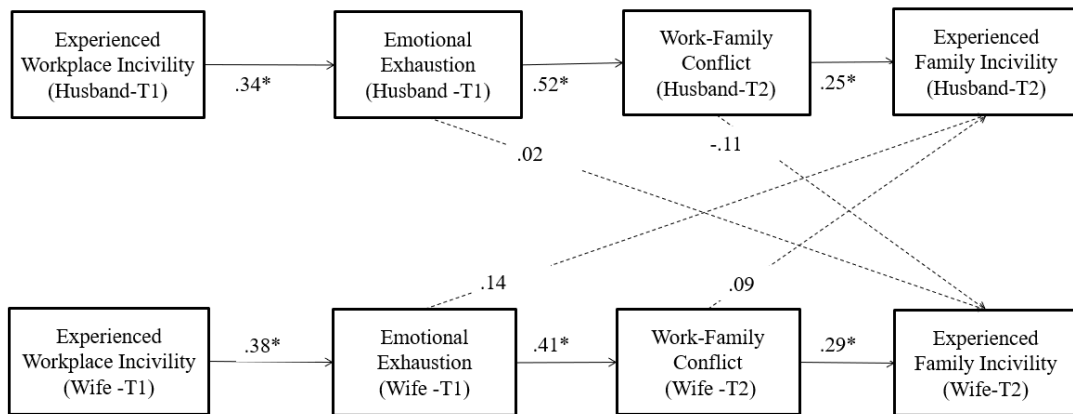 Experienced
Workplace Incivility
(Husband-T1)
.34*
Emotional
Exhaustion
(Husband -T1)
.52*
Work-Family
Conflict
(Husband-T2)
.25*
Experienced
Family Incivility
(Husband-T2)
.02
-.11
.14
.09
Experienced
Workplace Incivility
(Wife -T1)
.38*
Emotional
Exhaustion
(Wife -T1)
.41*
Work-Family
Conflict
(Wife -T2)
.29*
Experienced
Family Incivility
(Wife-T2)